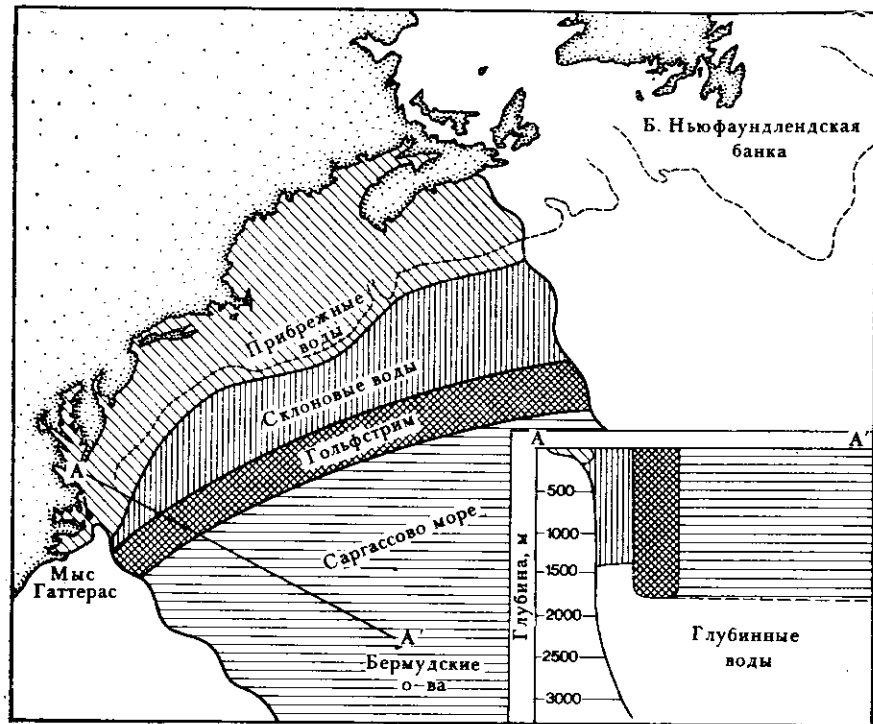 Б. Ньюфаундлендская
банка
Прибрежные
воды
Склоновые воды
Гольфстрим
Саргассово море
А
Мыс
Гаттерас
А'
Бермудские
о-ва
А
А'
Глубина, м
500
1000
1500
2000
2500
3000
Глубинные
воды